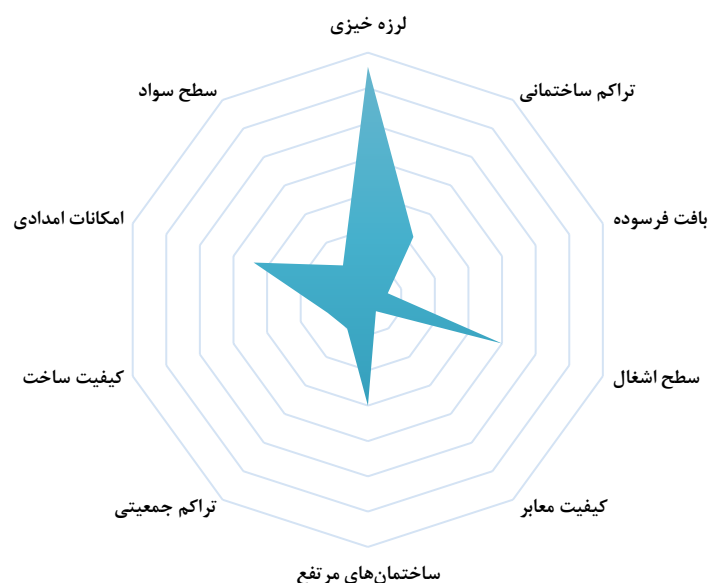 لرزه خیزی
تراکم ساختمانی
سطح سواد
بافت فرسوده
امکانات امدادی
سطح اشغال
کیفیت ساخت
کیفیت معابر
تراکم جمعیتی
ساختمان‌های مرتفع